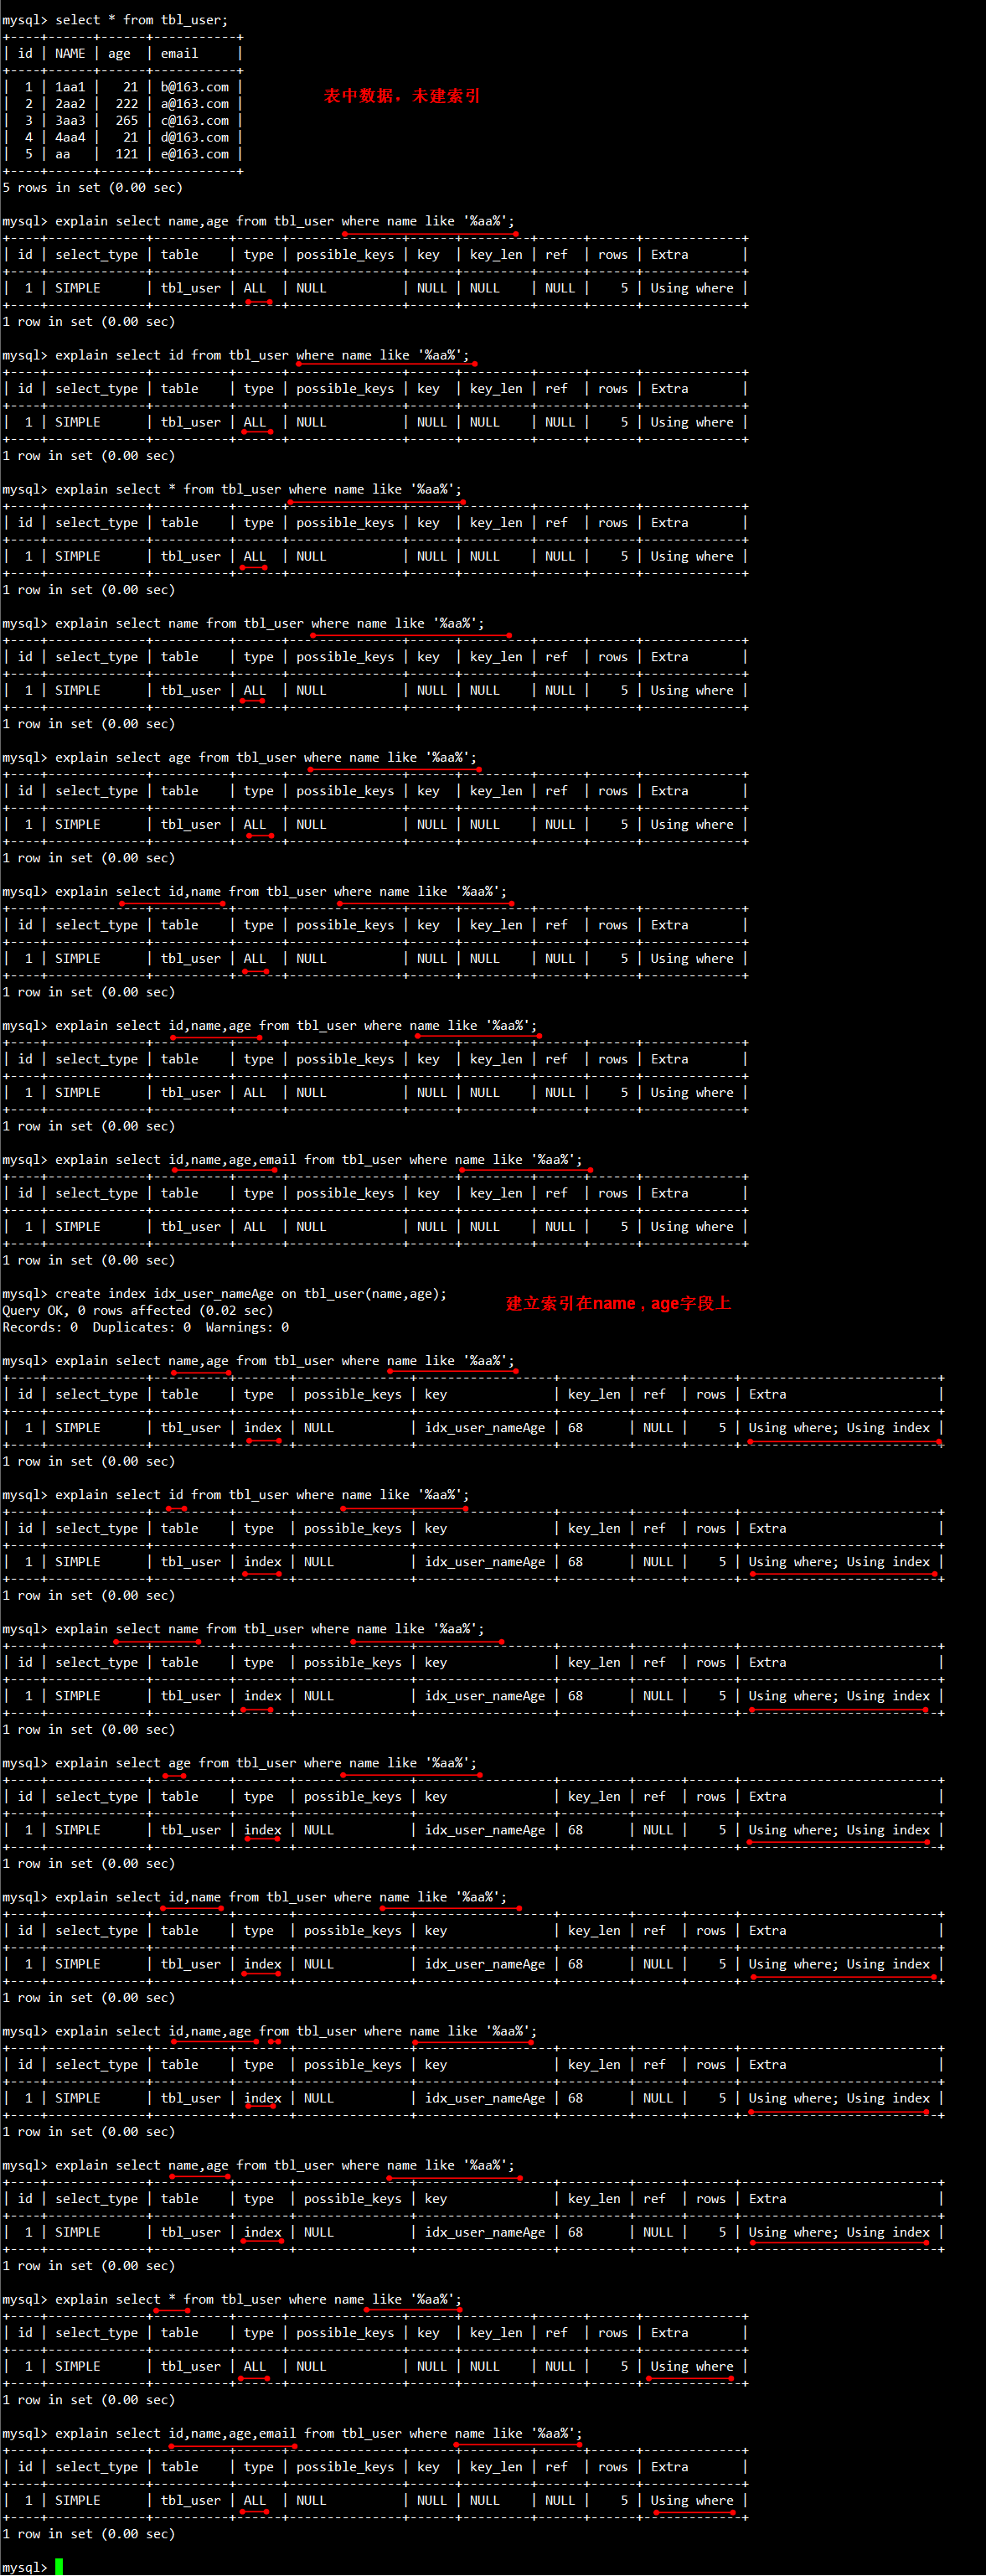 mysql> select * from tbl_user;
+----+------+------+-----------+
| id | NAME | age  | email     |
+----+------+------+-----------+
|  1 | 1aa1 |   21 | b@163.com |
|  2 | 2aa2 |  222 | a@163.com |
|  3 | 3aa3 |  265 | c@163.com |
|  4 | 4aa4 |   21 | d@163.com |
|  5 | aa   |  121 | e@163.com |
+----+------+------+-----------+
表中数据，未建索引
5 rows in set (0.00 sec)
mysql> explain select name,age from tbl_user where name like '%aa%';
+----+-------------+----------+------+---------------+------+---------+------+------+-------------+
| id | select_type | table    | type | possible_keys | key  | key_len | ref  | rows | Extra       |
+----+-------------+----------+------+---------------+------+---------+------+------+-------------+
|  1 | SIMPLE      | tbl_user | ALL  | NULL          | NULL | NULL    | NULL |    5 | Using where |
+----+-------------+----------+------+---------------+------+---------+------+------+-------------+
1 row in set (0.00 sec)
mysql> explain select id from tbl_user where name like '%aa%';
+----+-------------+----------+------+---------------+------+---------+------+------+-------------+
| id | select_type | table    | type | possible_keys | key  | key_len | ref  | rows | Extra       |
+----+-------------+----------+------+---------------+------+---------+------+------+-------------+
|  1 | SIMPLE      | tbl_user | ALL  | NULL          | NULL | NULL    | NULL |    5 | Using where |
+----+-------------+----------+------+---------------+------+---------+------+------+-------------+
1 row in set (0.00 sec)
mysql> explain select * from tbl_user where name like '%aa%';
+----+-------------+----------+------+---------------+------+---------+------+------+-------------+
| id | select_type | table    | type | possible_keys | key  | key_len | ref  | rows | Extra       |
+----+-------------+----------+------+---------------+------+---------+------+------+-------------+
|  1 | SIMPLE      | tbl_user | ALL  | NULL          | NULL | NULL    | NULL |    5 | Using where |
+----+-------------+----------+------+---------------+------+---------+------+------+-------------+
1 row in set (0.00 sec)
mysql> explain select name from tbl_user where name like '%aa%';
+----+-------------+----------+------+---------------+------+---------+------+------+-------------+
| id | select_type | table    | type | possible_keys | key  | key_len | ref  | rows | Extra       |
+----+-------------+----------+------+---------------+------+---------+------+------+-------------+
|  1 | SIMPLE      | tbl_user | ALL  | NULL          | NULL | NULL    | NULL |    5 | Using where |
+----+-------------+----------+------+---------------+------+---------+------+------+-------------+
1 row in set (0.00 sec)
mysql> explain select age from tbl_user where name like '%aa%';
+----+-------------+----------+------+---------------+------+---------+------+------+-------------+
| id | select_type | table    | type | possible_keys | key  | key_len | ref  | rows | Extra       |
+----+-------------+----------+------+---------------+------+---------+------+------+-------------+
|  1 | SIMPLE      | tbl_user | ALL  | NULL          | NULL | NULL    | NULL |    5 | Using where |
+----+-------------+----------+------+---------------+------+---------+------+------+-------------+
1 row in set (0.00 sec)
mysql> explain select id,name from tbl_user where name like '%aa%';
+----+-------------+----------+------+---------------+------+---------+------+------+-------------+
| id | select_type | table    | type | possible_keys | key  | key_len | ref  | rows | Extra       |
+----+-------------+----------+------+---------------+------+---------+------+------+-------------+
|  1 | SIMPLE      | tbl_user | ALL  | NULL          | NULL | NULL    | NULL |    5 | Using where |
+----+-------------+----------+------+---------------+------+---------+------+------+-------------+
1 row in set (0.00 sec)
mysql> explain select id,name,age from tbl_user where name like '%aa%';
+----+-------------+----------+------+---------------+------+---------+------+------+-------------+
| id | select_type | table    | type | possible_keys | key  | key_len | ref  | rows | Extra       |
+----+-------------+----------+------+---------------+------+---------+------+------+-------------+
|  1 | SIMPLE      | tbl_user | ALL  | NULL          | NULL | NULL    | NULL |    5 | Using where |
+----+-------------+----------+------+---------------+------+---------+------+------+-------------+
1 row in set (0.00 sec)
mysql> explain select id,name,age,email from tbl_user where name like '%aa%';
+----+-------------+----------+------+---------------+------+---------+------+------+-------------+
| id | select_type | table    | type | possible_keys | key  | key_len | ref  | rows | Extra       |
+----+-------------+----------+------+---------------+------+---------+------+------+-------------+
|  1 | SIMPLE      | tbl_user | ALL  | NULL          | NULL | NULL    | NULL |    5 | Using where |
+----+-------------+----------+------+---------------+------+---------+------+------+-------------+
1 row in set (0.00 sec)
mysql> create index idx_user_nameAge on tbl_user(name,age);
建立索引在name , age字段上
Query OK, 0 rows affected (0.02 sec)
Records: 0  Duplicates: 0  Warnings: 0
mysql> explain select name,age from tbl_user where name like '%aa%';
+----+-------------+----------+-------+---------------+------------------+---------+------+------+--------------------------+
| id | select_type | table    | type  | possible_keys | key              | key_len | ref  | rows | Extra                    |
+----+-------------+----------+-------+---------------+------------------+---------+------+------+--------------------------+
|  1 | SIMPLE      | tbl_user | index | NULL          | idx_user_nameAge | 68      | NULL |    5 | Using where; Using index |
+----+-------------+----------+-------+---------------+------------------+---------+------+------+--------------------------+
1 row in set (0.00 sec)
mysql> explain select id from tbl_user where name like '%aa%';
+----+-------------+----------+-------+---------------+------------------+---------+------+------+--------------------------+
| id | select_type | table    | type  | possible_keys | key              | key_len | ref  | rows | Extra                    |
+----+-------------+----------+-------+---------------+------------------+---------+------+------+--------------------------+
|  1 | SIMPLE      | tbl_user | index | NULL          | idx_user_nameAge | 68      | NULL |    5 | Using where; Using index |
+----+-------------+----------+-------+---------------+------------------+---------+------+------+--------------------------+
1 row in set (0.00 sec)
mysql> explain select name from tbl_user where name like '%aa%';
+----+-------------+----------+-------+---------------+------------------+---------+------+------+--------------------------+
| id | select_type | table    | type  | possible_keys | key              | key_len | ref  | rows | Extra                    |
+----+-------------+----------+-------+---------------+------------------+---------+------+------+--------------------------+
|  1 | SIMPLE      | tbl_user | index | NULL          | idx_user_nameAge | 68      | NULL |    5 | Using where; Using index |
+----+-------------+----------+-------+---------------+------------------+---------+------+------+--------------------------+
1 row in set (0.00 sec)
mysql> explain select age from tbl_user where name like '%aa%';
+----+-------------+----------+-------+---------------+------------------+---------+------+------+--------------------------+
| id | select_type | table    | type  | possible_keys | key              | key_len | ref  | rows | Extra                    |
+----+-------------+----------+-------+---------------+------------------+---------+------+------+--------------------------+
|  1 | SIMPLE      | tbl_user | index | NULL          | idx_user_nameAge | 68      | NULL |    5 | Using where; Using index |
+----+-------------+----------+-------+---------------+------------------+---------+------+------+--------------------------+
1 row in set (0.00 sec)
mysql> explain select id,name from tbl_user where name like '%aa%';
+----+-------------+----------+-------+---------------+------------------+---------+------+------+--------------------------+
| id | select_type | table    | type  | possible_keys | key              | key_len | ref  | rows | Extra                    |
+----+-------------+----------+-------+---------------+------------------+---------+------+------+--------------------------+
|  1 | SIMPLE      | tbl_user | index | NULL          | idx_user_nameAge | 68      | NULL |    5 | Using where; Using index |
+----+-------------+----------+-------+---------------+------------------+---------+------+------+--------------------------+
1 row in set (0.00 sec)
mysql> explain select id,name,age from tbl_user where name like '%aa%';
+----+-------------+----------+-------+---------------+------------------+---------+------+------+--------------------------+
| id | select_type | table    | type  | possible_keys | key              | key_len | ref  | rows | Extra                    |
+----+-------------+----------+-------+---------------+------------------+---------+------+------+--------------------------+
|  1 | SIMPLE      | tbl_user | index | NULL          | idx_user_nameAge | 68      | NULL |    5 | Using where; Using index |
+----+-------------+----------+-------+---------------+------------------+---------+------+------+--------------------------+
1 row in set (0.00 sec)
mysql> explain select name,age from tbl_user where name like '%aa%';
+----+-------------+----------+-------+---------------+------------------+---------+------+------+--------------------------+
| id | select_type | table    | type  | possible_keys | key              | key_len | ref  | rows | Extra                    |
+----+-------------+----------+-------+---------------+------------------+---------+------+------+--------------------------+
|  1 | SIMPLE      | tbl_user | index | NULL          | idx_user_nameAge | 68      | NULL |    5 | Using where; Using index |
+----+-------------+----------+-------+---------------+------------------+---------+------+------+--------------------------+
1 row in set (0.00 sec)
mysql> explain select * from tbl_user where name like '%aa%';
+----+-------------+----------+------+---------------+------+---------+------+------+-------------+
| id | select_type | table    | type | possible_keys | key  | key_len | ref  | rows | Extra       |
+----+-------------+----------+------+---------------+------+---------+------+------+-------------+
|  1 | SIMPLE      | tbl_user | ALL  | NULL          | NULL | NULL    | NULL |    5 | Using where |
+----+-------------+----------+------+---------------+------+---------+------+------+-------------+
1 row in set (0.00 sec)
mysql> explain select id,name,age,email from tbl_user where name like '%aa%';
+----+-------------+----------+------+---------------+------+---------+------+------+-------------+
| id | select_type | table    | type | possible_keys | key  | key_len | ref  | rows | Extra       |
+----+-------------+----------+------+---------------+------+---------+------+------+-------------+
|  1 | SIMPLE      | tbl_user | ALL  | NULL          | NULL | NULL    | NULL |    5 | Using where |
+----+-------------+----------+------+---------------+------+---------+------+------+-------------+
1 row in set (0.00 sec)
mysql>